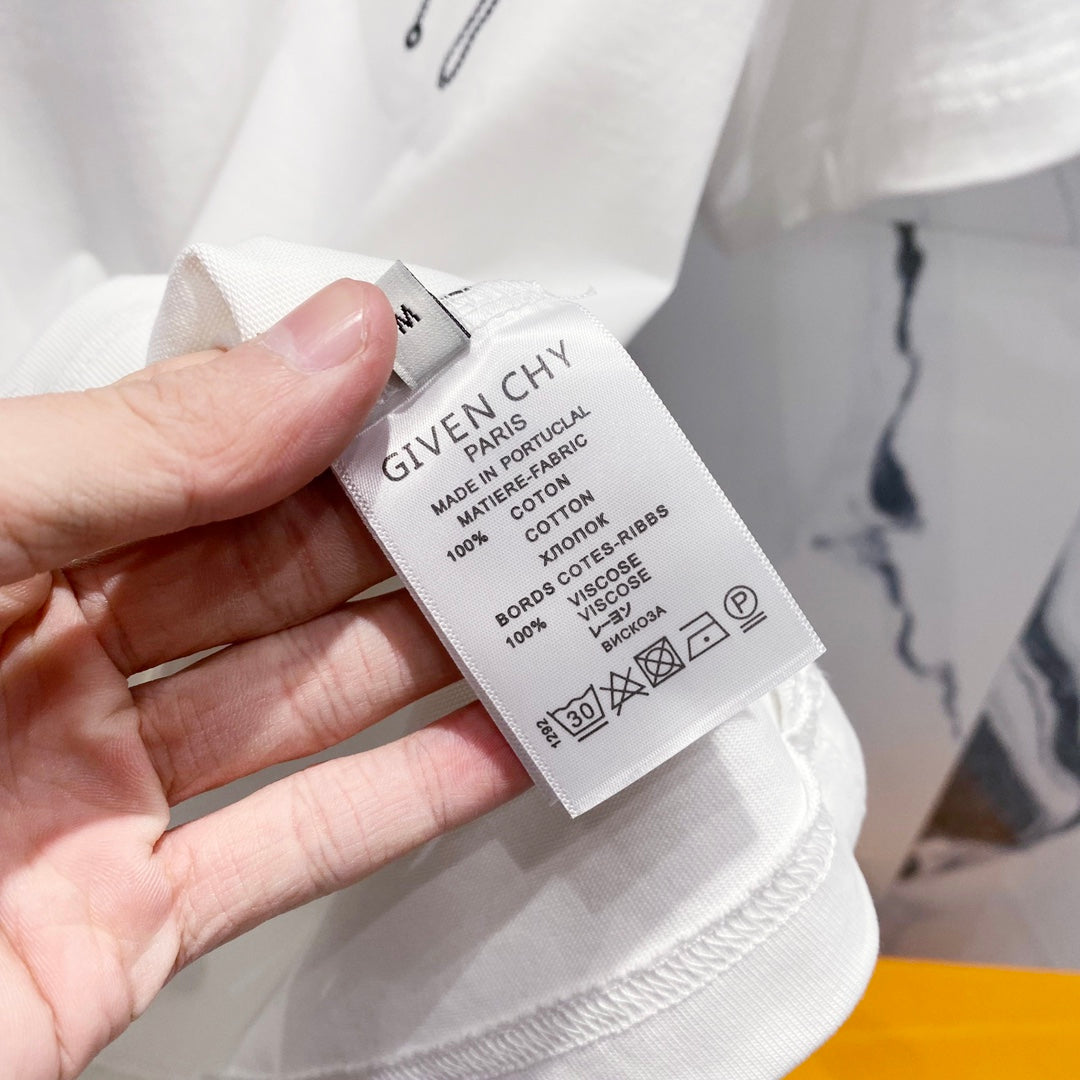 M
GIVEN CHY
PARIS
MADE IN PORTUCLAL
MATIERE-FABRIC
100% COTON
COTTON
ХЛОПОК
BORDS COTES-RIBBS
100% VISCOSE
VISCOSE
レーヨン
ВИСКОЗА
1292 30 P